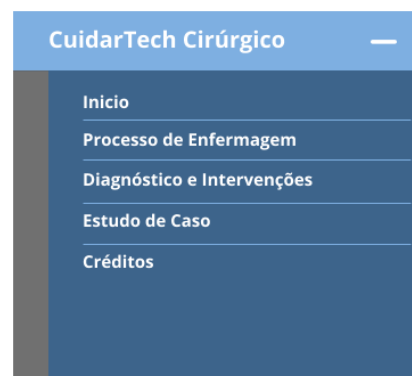 CuidarTech Cirúrgico
Inicio
Processo de Enfermagem
Diagnóstico e Intervenções
Estudo de Caso
Créditos